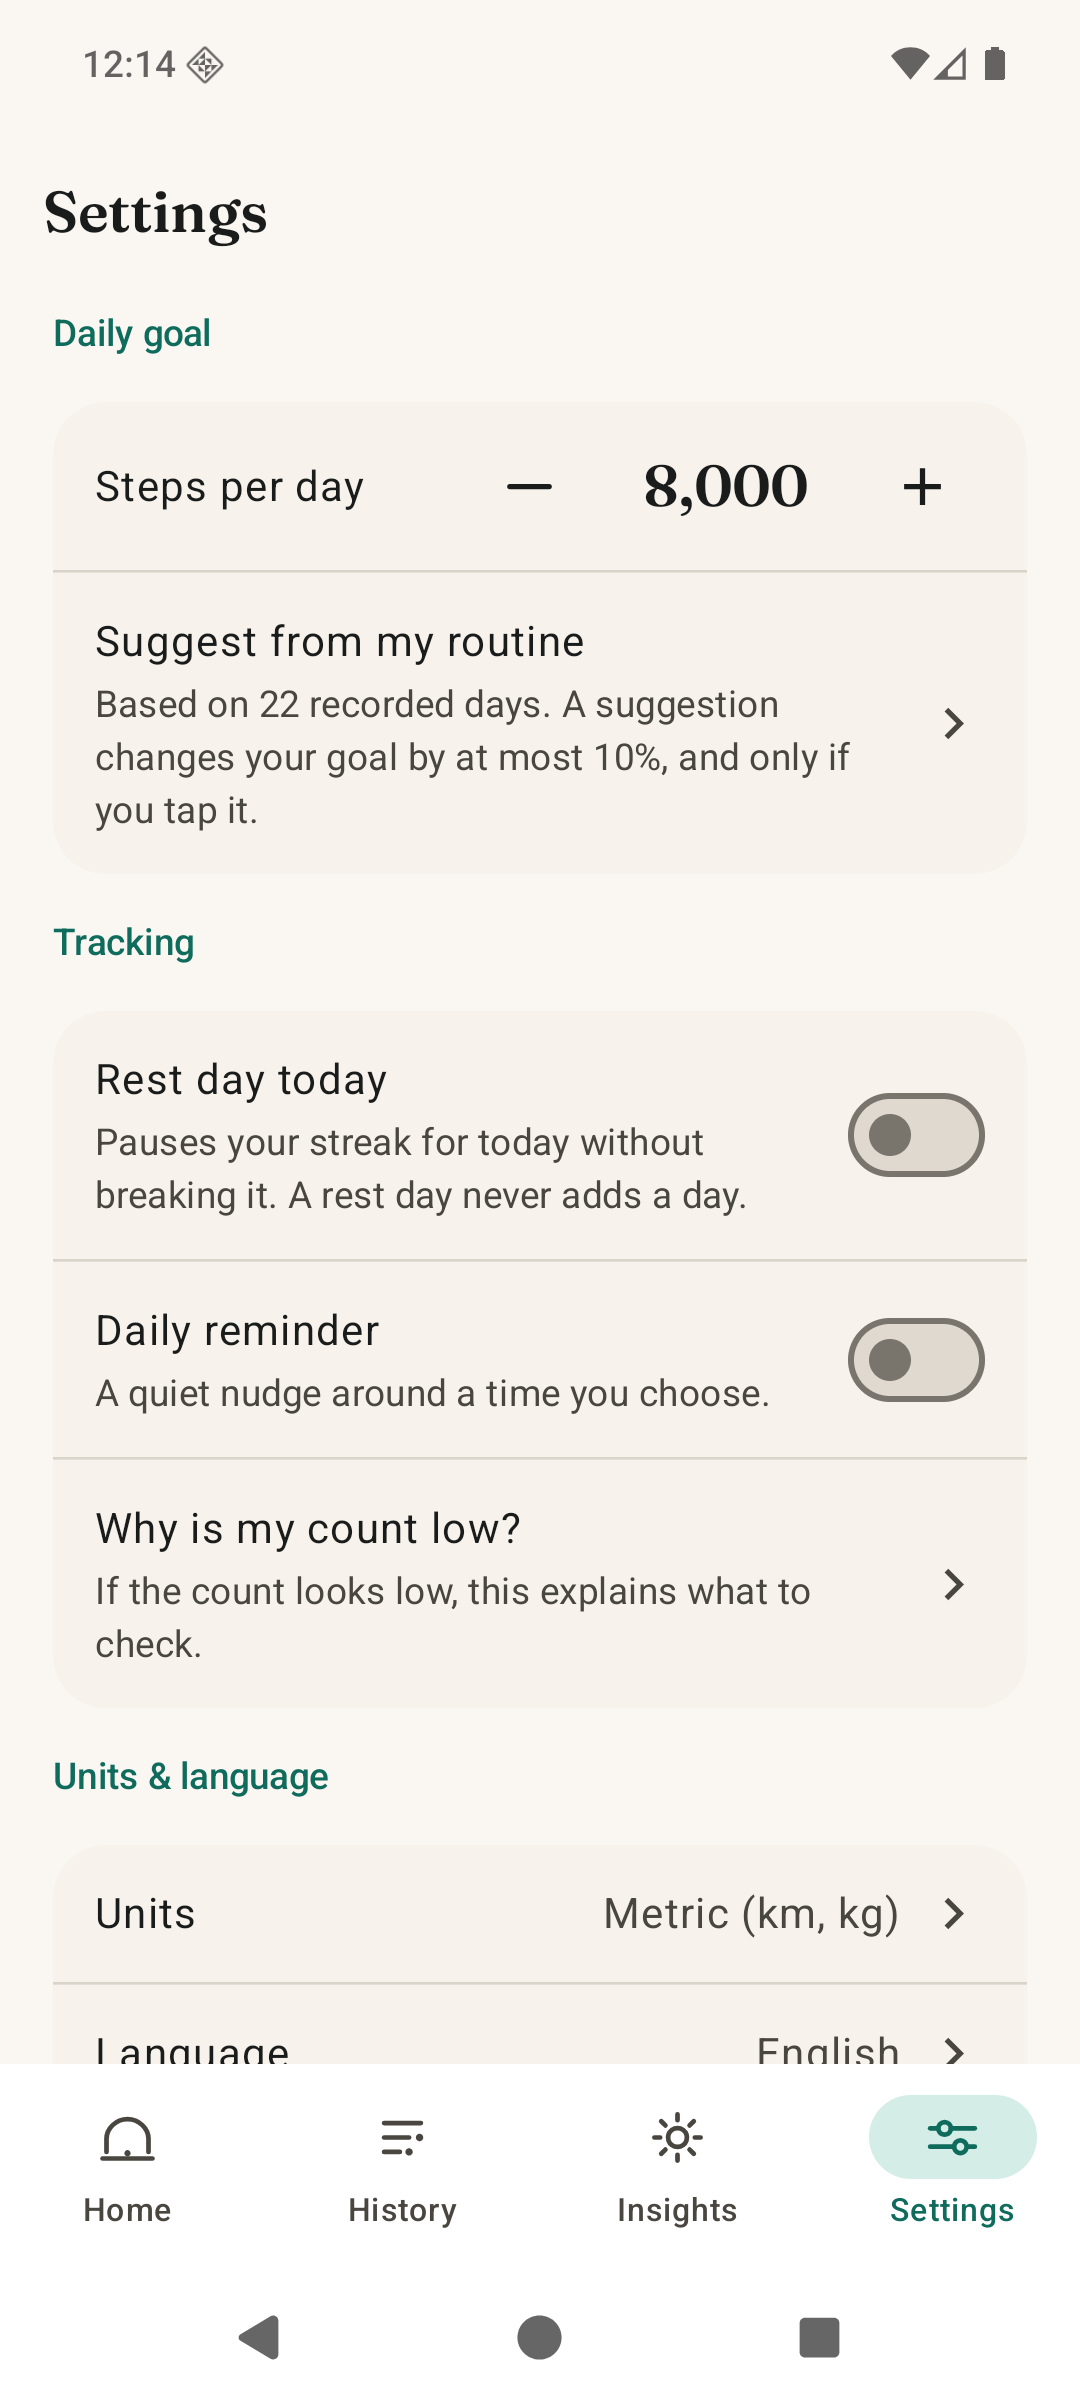 12:14
Settings
Daily goal
Steps per day 8,000
Suggest from my routine
Based on 22 recorded days. A suggestion
changes your goal by at most 10%, and only if
you tap it.
Tracking
Rest day today
Pauses your streak for today without
breaking it. A rest day never adds a day.
Daily reminder
A quiet nudge around a time you choose.
Why is my count low?
If the count looks low, this explains what to
check.
Units & language
Units Metric (km, kg)
Language English
Home History Insights Settings